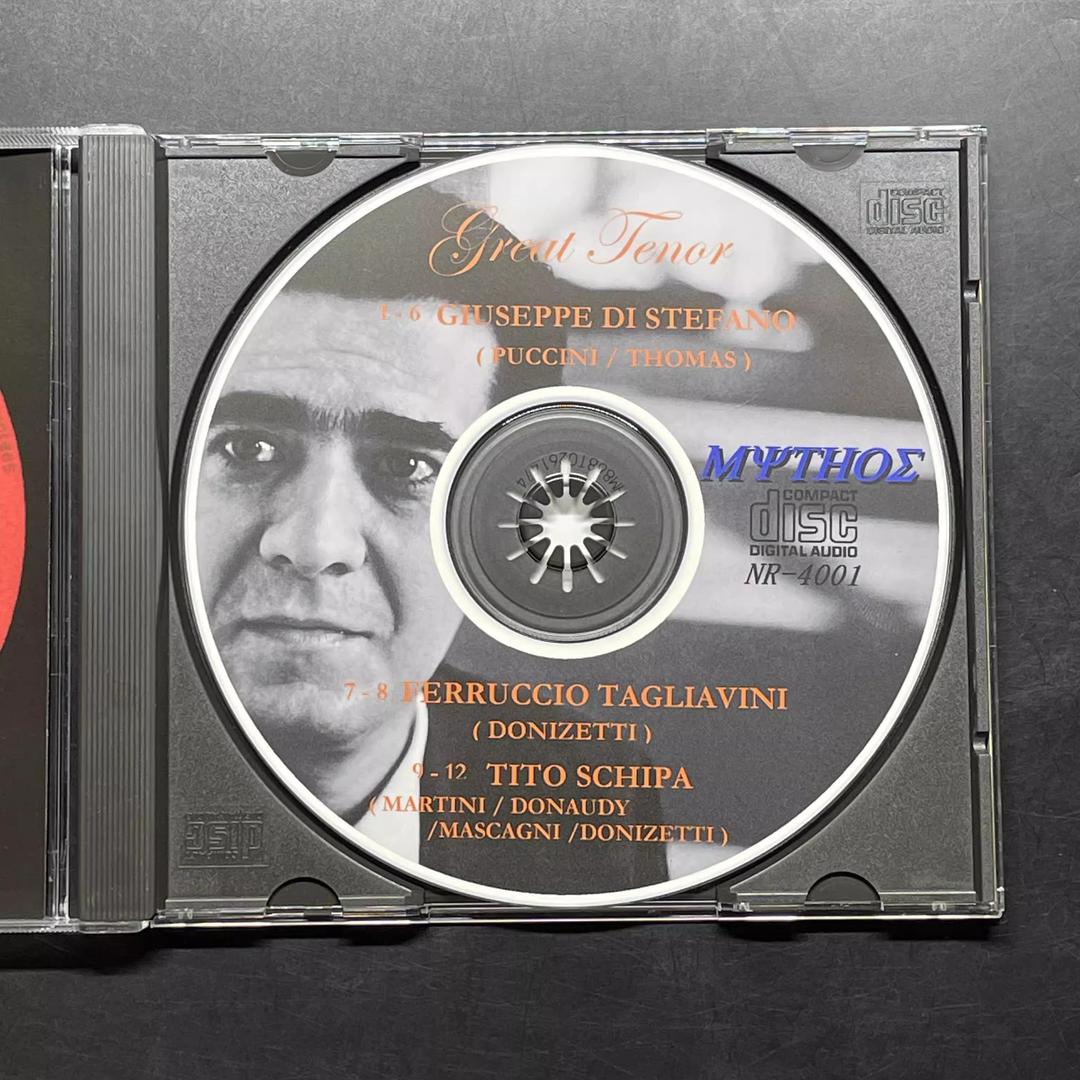 Great Tenor
1 - 6 GIUSEPPE DI STEFANO
( PUCCINI / THOMAS )
ΜΨΤΗΟΣ
COMPACT
disc
DIGITAL AUDIO
NR-4001
7 - 8 FERRUCCIO TAGLIAVINI
( DONIZETTI )
9 - 12 TITO SCHIPA
( MARTINI / DONAUDY
/MASCAGNI /DONIZETTI )
COMPACT
disc
DIGITAL AUDIO